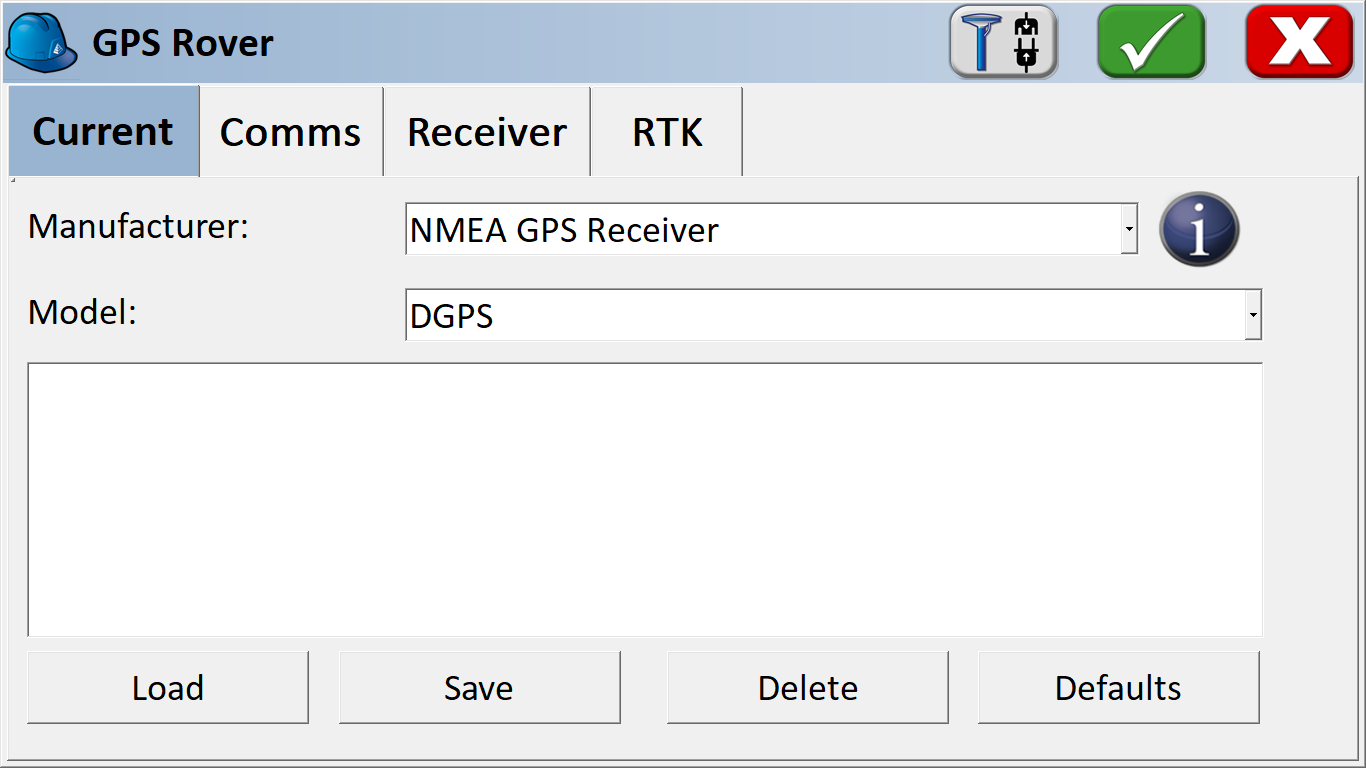 GPS Rover
Current Comms Receiver RTK
Manufacturer: NMEA GPS Receiver
Model: DGPS
Load Save Delete Defaults